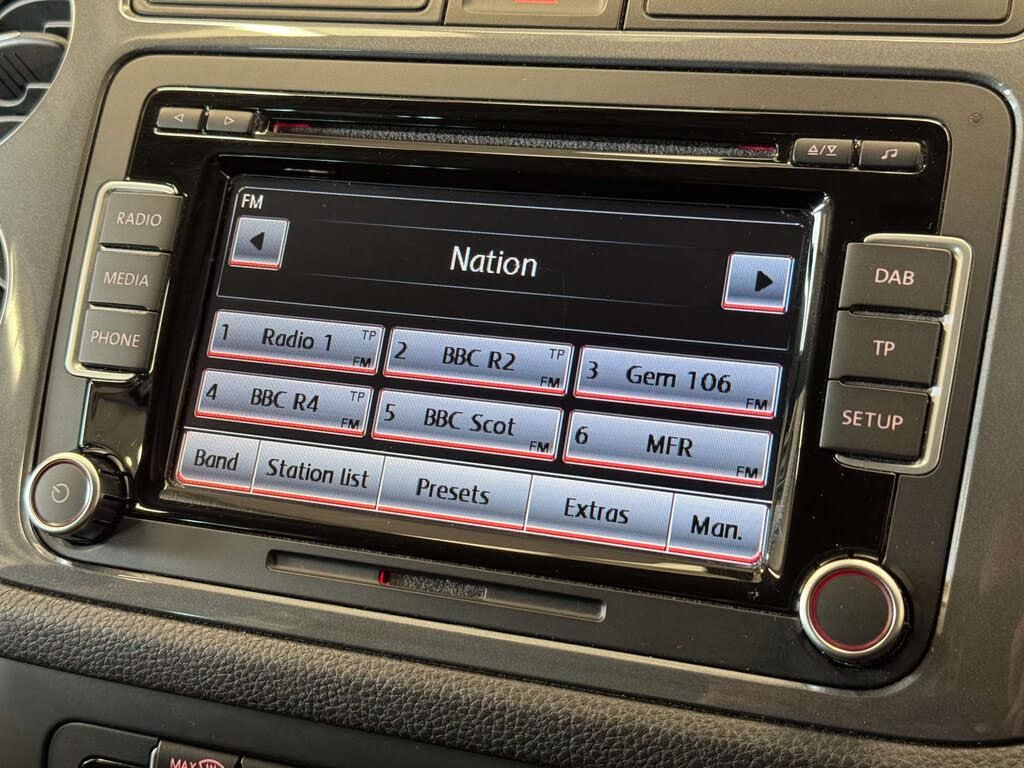 RADIO
MEDIA
PHONE
FM
Nation
1 Radio 1 TP FM
2 BBC R2 TP FM
3 Gem 106 FM
4 BBC R4 TP FM
5 BBC Scot FM
6 MFR FM
Band Station list Presets Extras Man.
DAB
TP
SETUP
MAX